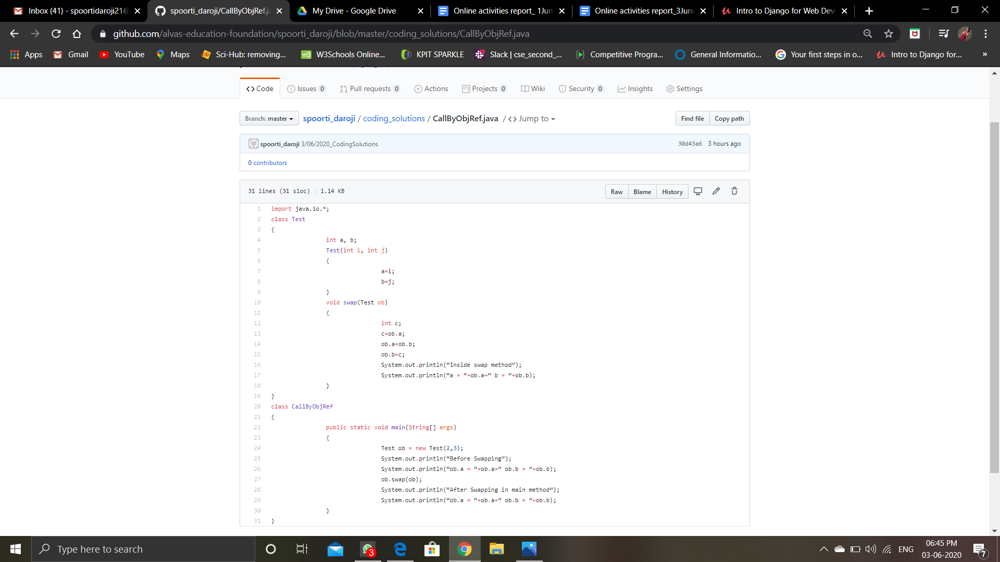 Inbox (41) - spoortidaroji21@
spoorti_daroji/CallByObjRef.ja
My Drive - Google Drive
Online activities report_ 1Jun
Online activities report_3June
Intro to Django for Web Deve
github.com/alvas-education-foundation/spoorti_daroji/blob/master/coding_solutions/CallByObjRef.java
Apps
Gmail
YouTube
Maps
Sci-Hub: removing...
W3Schools Online...
KPIT SPARKLE
Slack | cse_second_...
Competitive Progra...
General Informatio...
Your first steps in o...
Intro to Django for...
»
Code
Issues 0
Pull requests 0
Actions
Projects 0
Wiki
Security 0
Insights
Settings
Branch: master
spoorti_daroji / coding_solutions / CallByObjRef.java / <> Jump to
Find file
Copy path
spoorti_daroji 3/06/2020_CodingSolutions
30d43a6 3 hours ago
0 contributors
31 lines (31 sloc) 1.14 KB
Raw
Blame
History
1 import java.io.*;
2 class Test
3 {
4 int a, b;
5 Test(int i, int j)
6 {
7 a=i;
8 b=j;
9 }
10 void swap(Test ob)
11 {
12 int c;
13 c=ob.a;
14 ob.a=ob.b;
15 ob.b=c;
16 System.out.println(“Inside swap method”);
17 System.out.println(“a = “+ob.a+” b = “+ob.b);
18 }
19 }
20 class CallByObjRef
21 {
22 public static void main(String[] args)
23 {
24 Test ob = new Test(2,3);
25 System.out.println(“Before Swapping”);
26 System.out.println(“ob.a = “+ob.a+” ob.b = “+ob.b);
27 ob.swap(ob);
28 System.out.println(“After Swapping in main method”);
29 System.out.println(“ob.a = “+ob.a+” ob.b = “+ob.b);
30 }
31 }
Type here to search
3
ENG
06:45 PM
03-06-2020
7